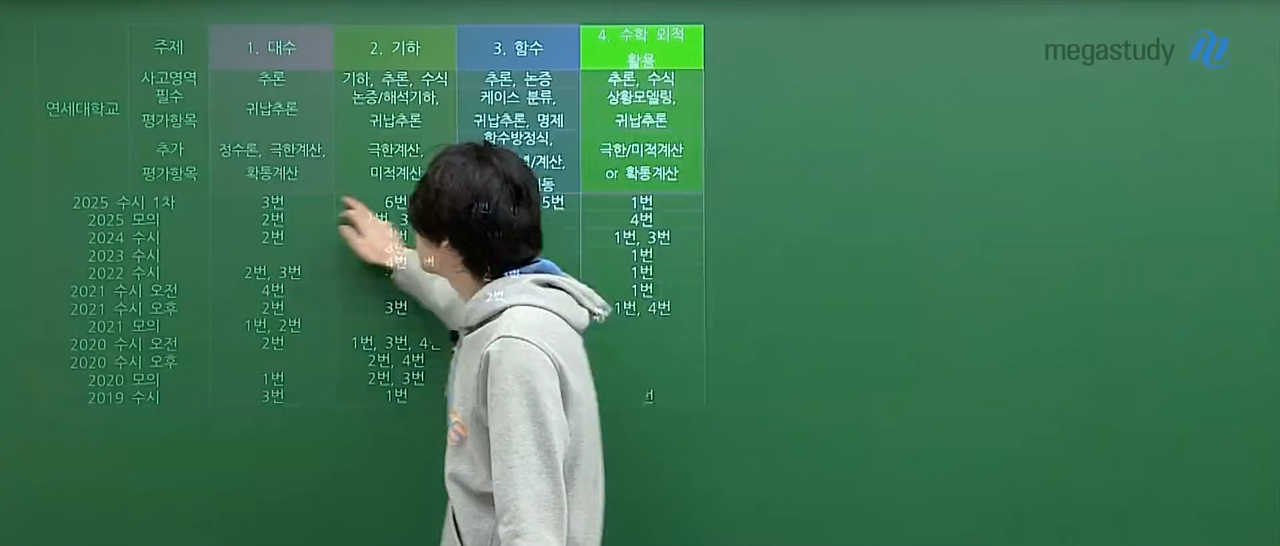 megastudy
주제 1. 대수 2. 기하 3. 함수 4. 수학 외적 활용
연세대학교
사고영역 추론 기하, 추론, 수식 추론, 논증 추론, 수식
필수 평가항목 귀납추론 논증/해석기하, 귀납추론 케이스 분류, 귀납추론, 명제 상황모델링, 귀납추론
추가 평가항목 정수론, 극한계산, 확통계산 극한계산, 미적계산 함수방정식, 극한/미적계산 or 확통계산
2025 수시 1차 3번 6번 5번 1번
2025 모의 2번 4번
2024 수시 2번 1번, 3번
2023 수시 1번
2022 수시 2번, 3번 1번
2021 수시 오전 4번 1번
2021 수시 오후 2번 3번 1번, 4번
2021 모의 1번, 2번
2020 수시 오전 2번 1번, 3번,
2020 수시 오후 2번, 4번
2020 모의 1번 2번, 3번
2019 수시 3번 1번